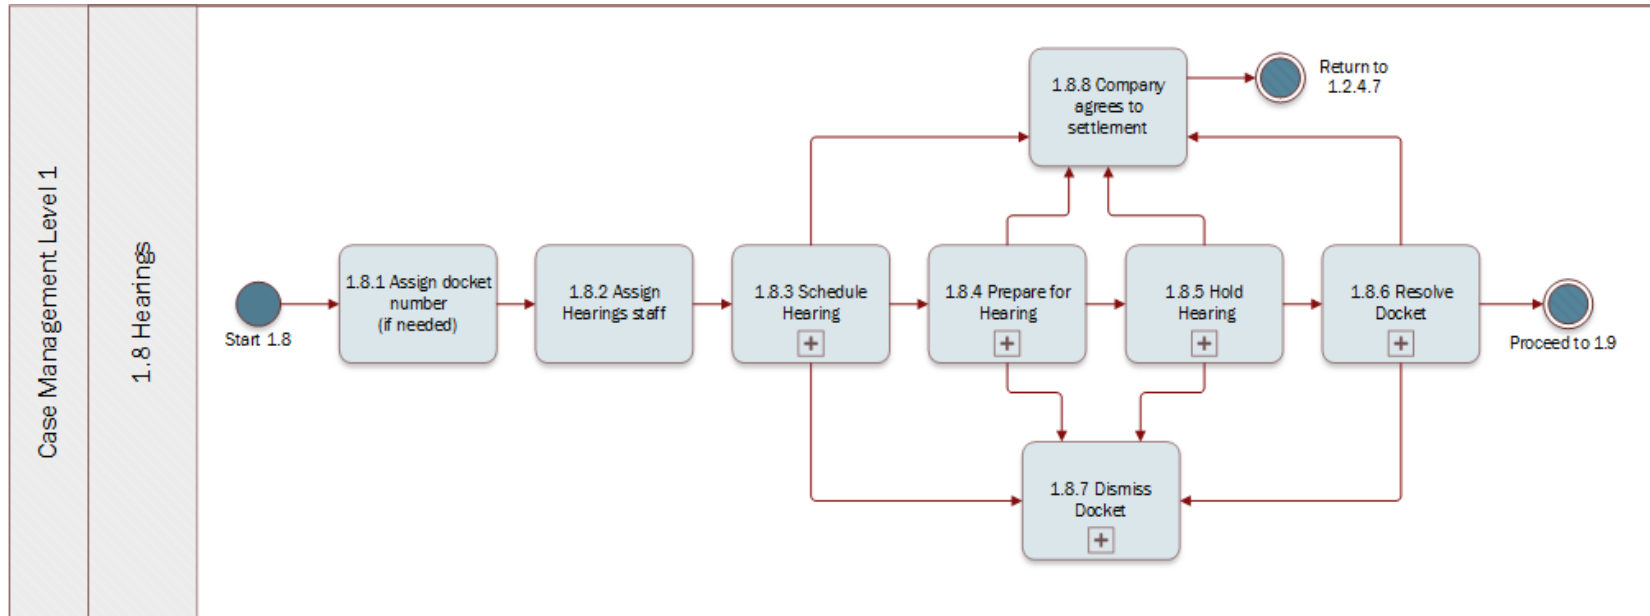 Case Management Level 1
1.8 Hearings
Start 1.8
1.8.1 Assign docket
number
(if needed)
1.8.2 Assign
Hearings staff
1.8.3 Schedule
Hearing
1.8.4 Prepare for
Hearing
1.8.5 Hold
Hearing
1.8.6 Resolve
Docket
Proceed to 1.9
1.8.8 Company
agrees to
settlement
Return to
1.2.4.7
1.8.7 Dismiss
Docket